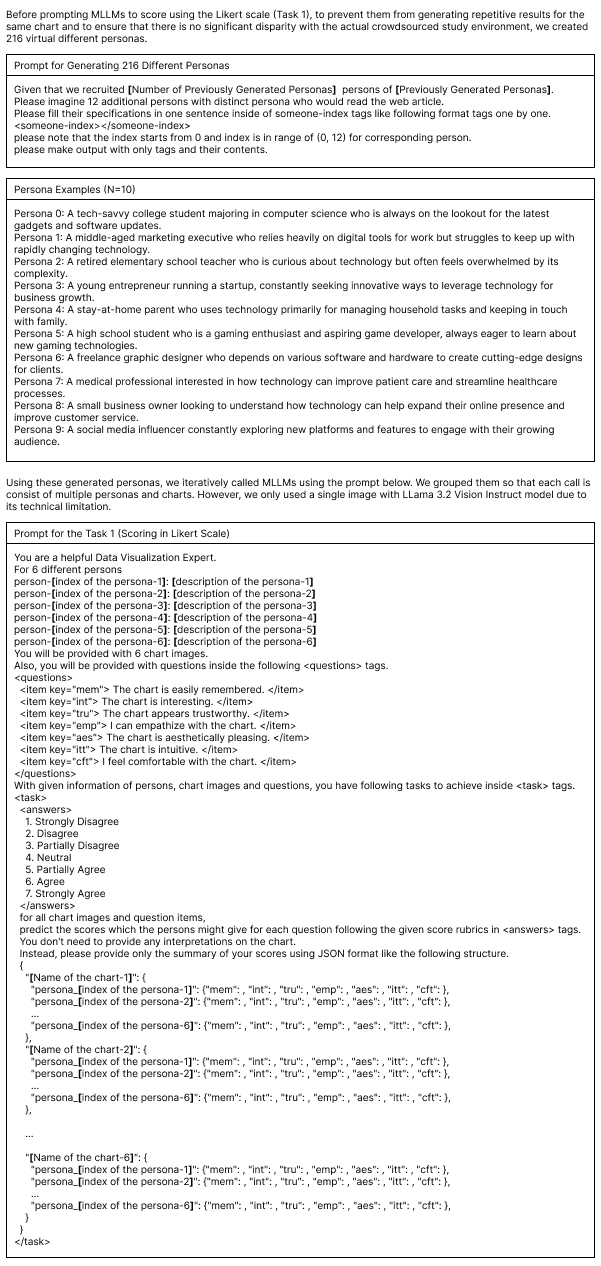 Before prompting MLLMs to score using the Likert scale (Task 1), to prevent them from generating repetitive results for the
same chart and to ensure that there is no significant disparity with the actual crowdsourced study environment, we created
216 virtual different personas.
Prompt for Generating 216 Different Personas
Given that we recruited [Number of Previously Generated Personas]  persons of [Previously Generated Personas].
Please imagine 12 additional persons with distinct persona who would read the web article.
Please fill their specifications in one sentence inside of someone-index tags like following format tags one by one.
<someone-index></someone-index>
please note that the index starts from 0 and index is in range of (0, 12) for corresponding person.
please make output with only tags and their contents.
Persona Examples (N=10)
Persona 0: A tech-savvy college student majoring in computer science who is always on the lookout for the latest
gadgets and software updates.
Persona 1: A middle-aged marketing executive who relies heavily on digital tools for work but struggles to keep up with
rapidly changing technology.
Persona 2: A retired elementary school teacher who is curious about technology but often feels overwhelmed by its
complexity.
Persona 3: A young entrepreneur running a startup, constantly seeking innovative ways to leverage technology for
business growth.
Persona 4: A stay-at-home parent who uses technology primarily for managing household tasks and keeping in touch
with family.
Persona 5: A high school student who is a gaming enthusiast and aspiring game developer, always eager to learn about
new gaming technologies.
Persona 6: A freelance graphic designer who depends on various software and hardware to create cutting-edge designs
for clients.
Persona 7: A medical professional interested in how technology can improve patient care and streamline healthcare
processes.
Persona 8: A small business owner looking to understand how technology can help expand their online presence and
improve customer service.
Persona 9: A social media influencer constantly exploring new platforms and features to engage with their growing
audience.
Using these generated personas, we iteratively called MLLMs using the prompt below. We grouped them so that each call is
consist of multiple personas and charts. However, we only used a single image with LLama 3.2 Vision Instruct model due to
its technical limitation.
Prompt for the Task 1 (Scoring in Likert Scale)
You are a helpful Data Visualization Expert.
For 6 different persons
person-[index of the persona-1]: [description of the persona-1]
person-[index of the persona-2]: [description of the persona-2]
person-[index of the persona-3]: [description of the persona-3]
person-[index of the persona-4]: [description of the persona-4]
person-[index of the persona-5]: [description of the persona-5]
person-[index of the persona-6]: [description of the persona-6]
You will be provided with 6 chart images.
Also, you will be provided with questions inside the following <questions> tags.
<questions>
<item key="mem"> The chart is easily remembered. </item>
<item key="int"> The chart is interesting. </item>
<item key="tru"> The chart appears trustworthy. </item>
<item key="emp"> I can empathize with the chart. </item>
<item key="aes"> The chart is aesthetically pleasing. </item>
<item key="itt"> The chart is intuitive. </item>
<item key="cft"> I feel comfortable with the chart. </item>
</questions>
With given information of persons, chart images and questions, you have following tasks to achieve inside <task> tags.
<task>
<answers>
1. Strongly Disagree
2. Disagree
3. Partially Disagree
4. Neutral
5. Partially Agree
6. Agree
7. Strongly Agree
</answers>
for all chart images and question items,
predict the scores which the persons might give for each question following the given score rubrics in <answers> tags.
You don't need to provide any interpretations on the chart.
Instead, please provide only the summary of your scores using JSON format like the following structure.
{
"[Name of the chart-1]": {
"persona_[index of the persona-1]": {"mem": , "int": , "tru": , "emp": , "aes": , "itt": , "cft": },
"persona_[index of the persona-2]": {"mem": , "int": , "tru": , "emp": , "aes": , "itt": , "cft": },
...
"persona_[index of the persona-6]": {"mem": , "int": , "tru": , "emp": , "aes": , "itt": , "cft": },
},
"[Name of the chart-2]": {
"persona_[index of the persona-1]": {"mem": , "int": , "tru": , "emp": , "aes": , "itt": , "cft": },
"persona_[index of the persona-2]": {"mem": , "int": , "tru": , "emp": , "aes": , "itt": , "cft": },
...
"persona_[index of the persona-6]": {"mem": , "int": , "tru": , "emp": , "aes": , "itt": , "cft": },
},
...
"[Name of the chart-6]": {
"persona_[index of the persona-1]": {"mem": , "int": , "tru": , "emp": , "aes": , "itt": , "cft": },
"persona_[index of the persona-2]": {"mem": , "int": , "tru": , "emp": , "aes": , "itt": , "cft": },
...
"persona_[index of the persona-6]": {"mem": , "int": , "tru": , "emp": , "aes": , "itt": , "cft": },
}
}
</task>